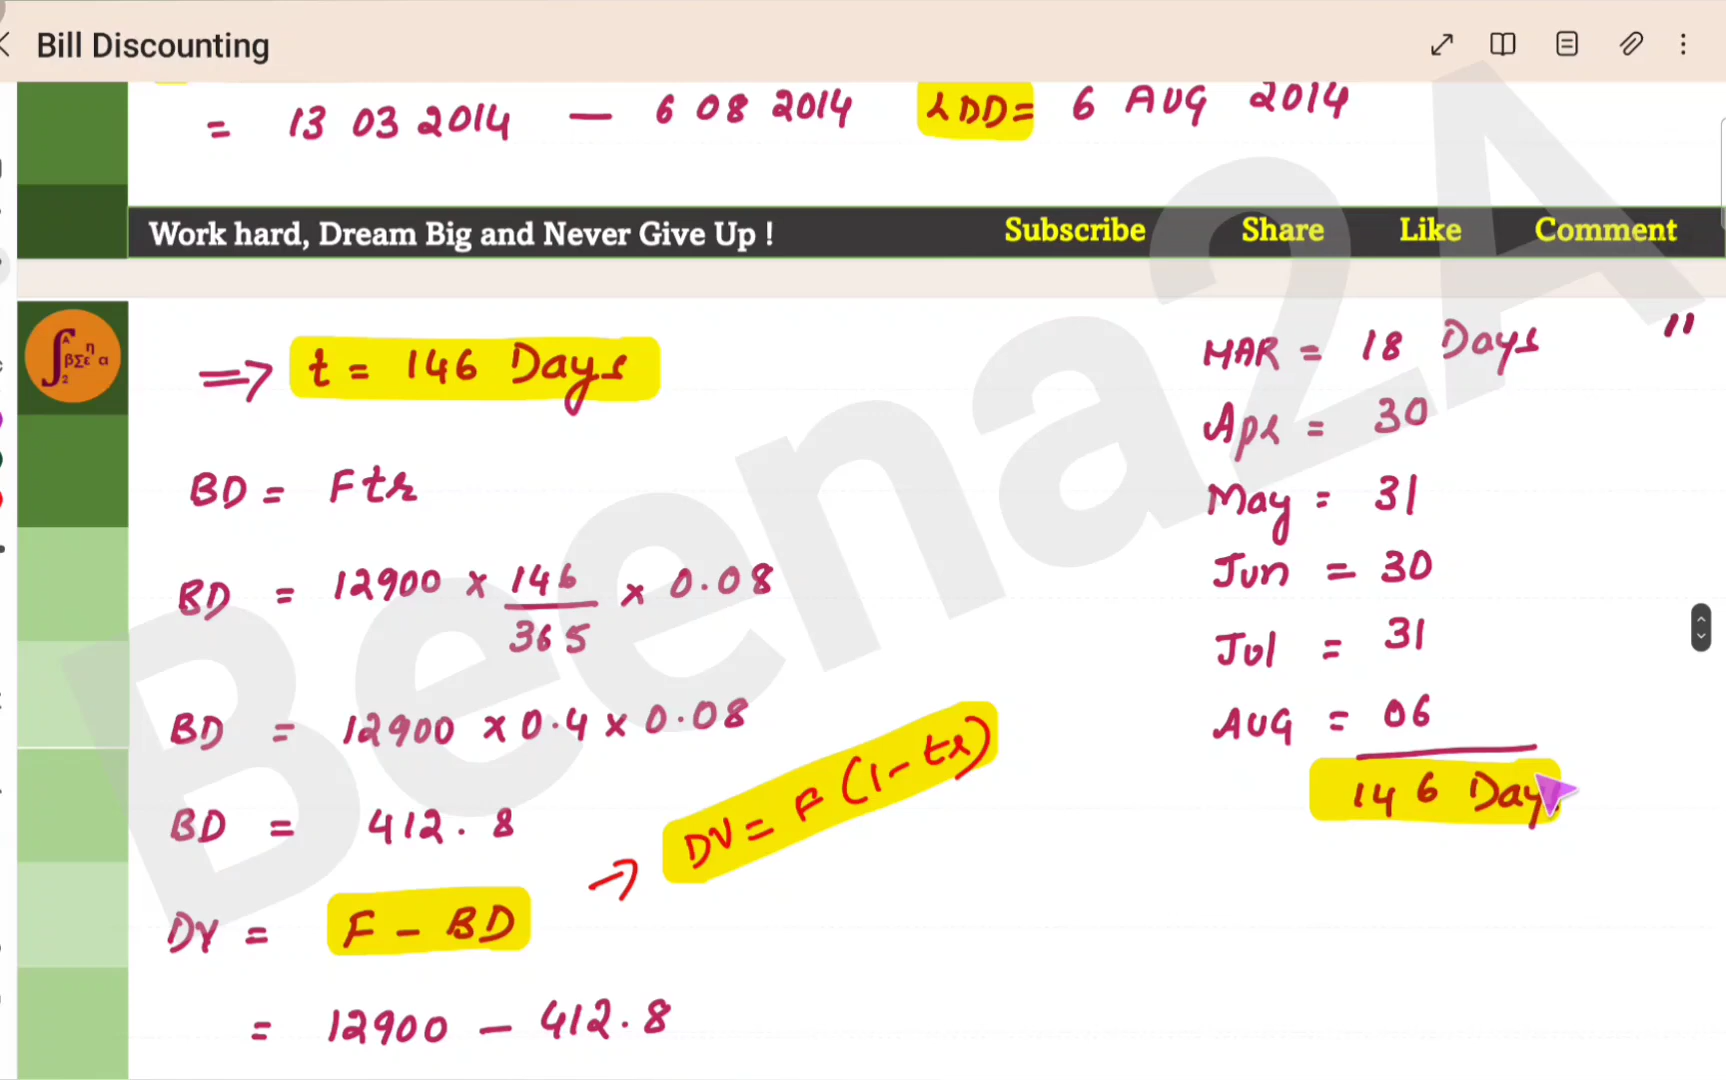 Bill Discounting
= 13 03 2014 — 6 08 2014 LDD = 6 AUG 2014
Work hard, Dream Big and Never Give Up ! Subscribe Share Like Comment
⇒ t = 146 Days
BD = Ftr
BD = 12900 × 146/365 × 0.08
BD = 12900 × 0.4 × 0.08
BD = 412.8
DV = F − BD
→ DV = F (1 − tr)
= 12900 − 412.8
MAR = 18 Days "
Apr = 30
May = 31
Jun = 30
Jul = 31
AUG = 06
146 Days
Beena2A